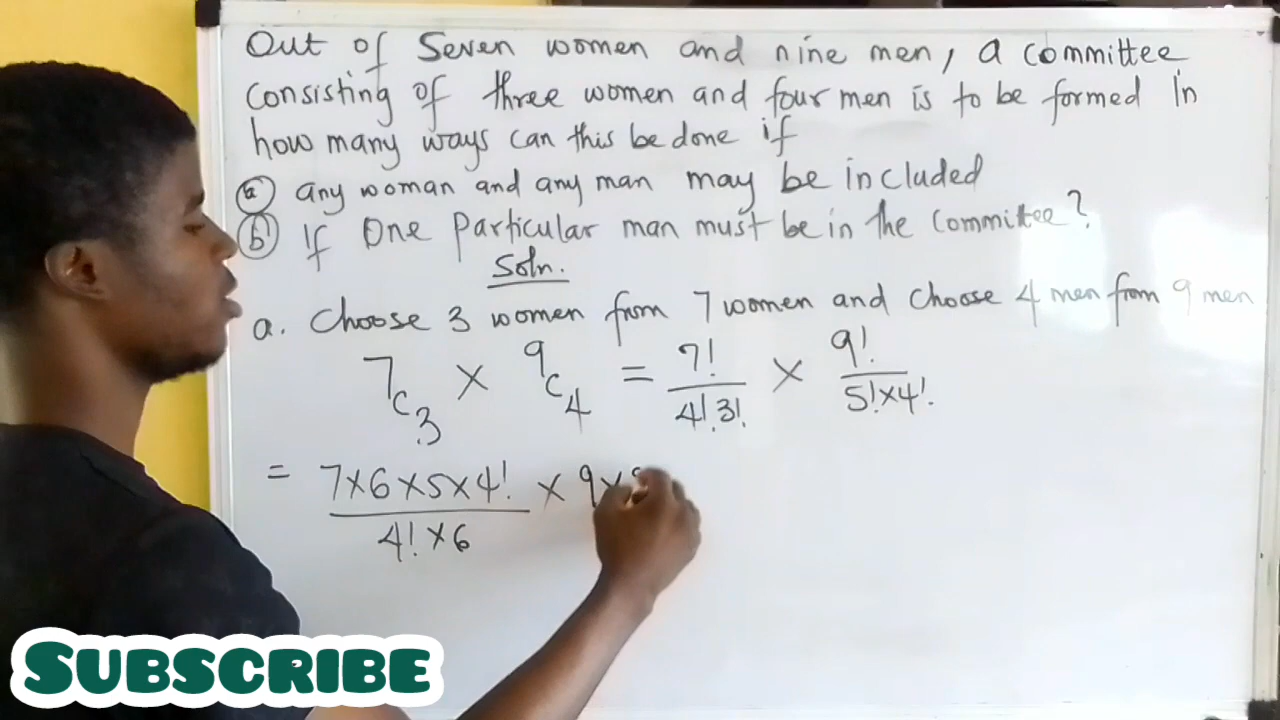 Out of Seven women and nine men, a committee
consisting of three women and four men is to be formed In
how many ways can this be done if
(a) any woman and any man may be included
(b) If One particular man must be in the committee?
Soln.
a. Choose 3 women from 7 women and choose 4 men from 9 men
7C3 × 9C4 = 7!/4!3! × 9!/5!×4!
= 7×6×5×4!/4!×6 × 9×8
SUBSCRIBE